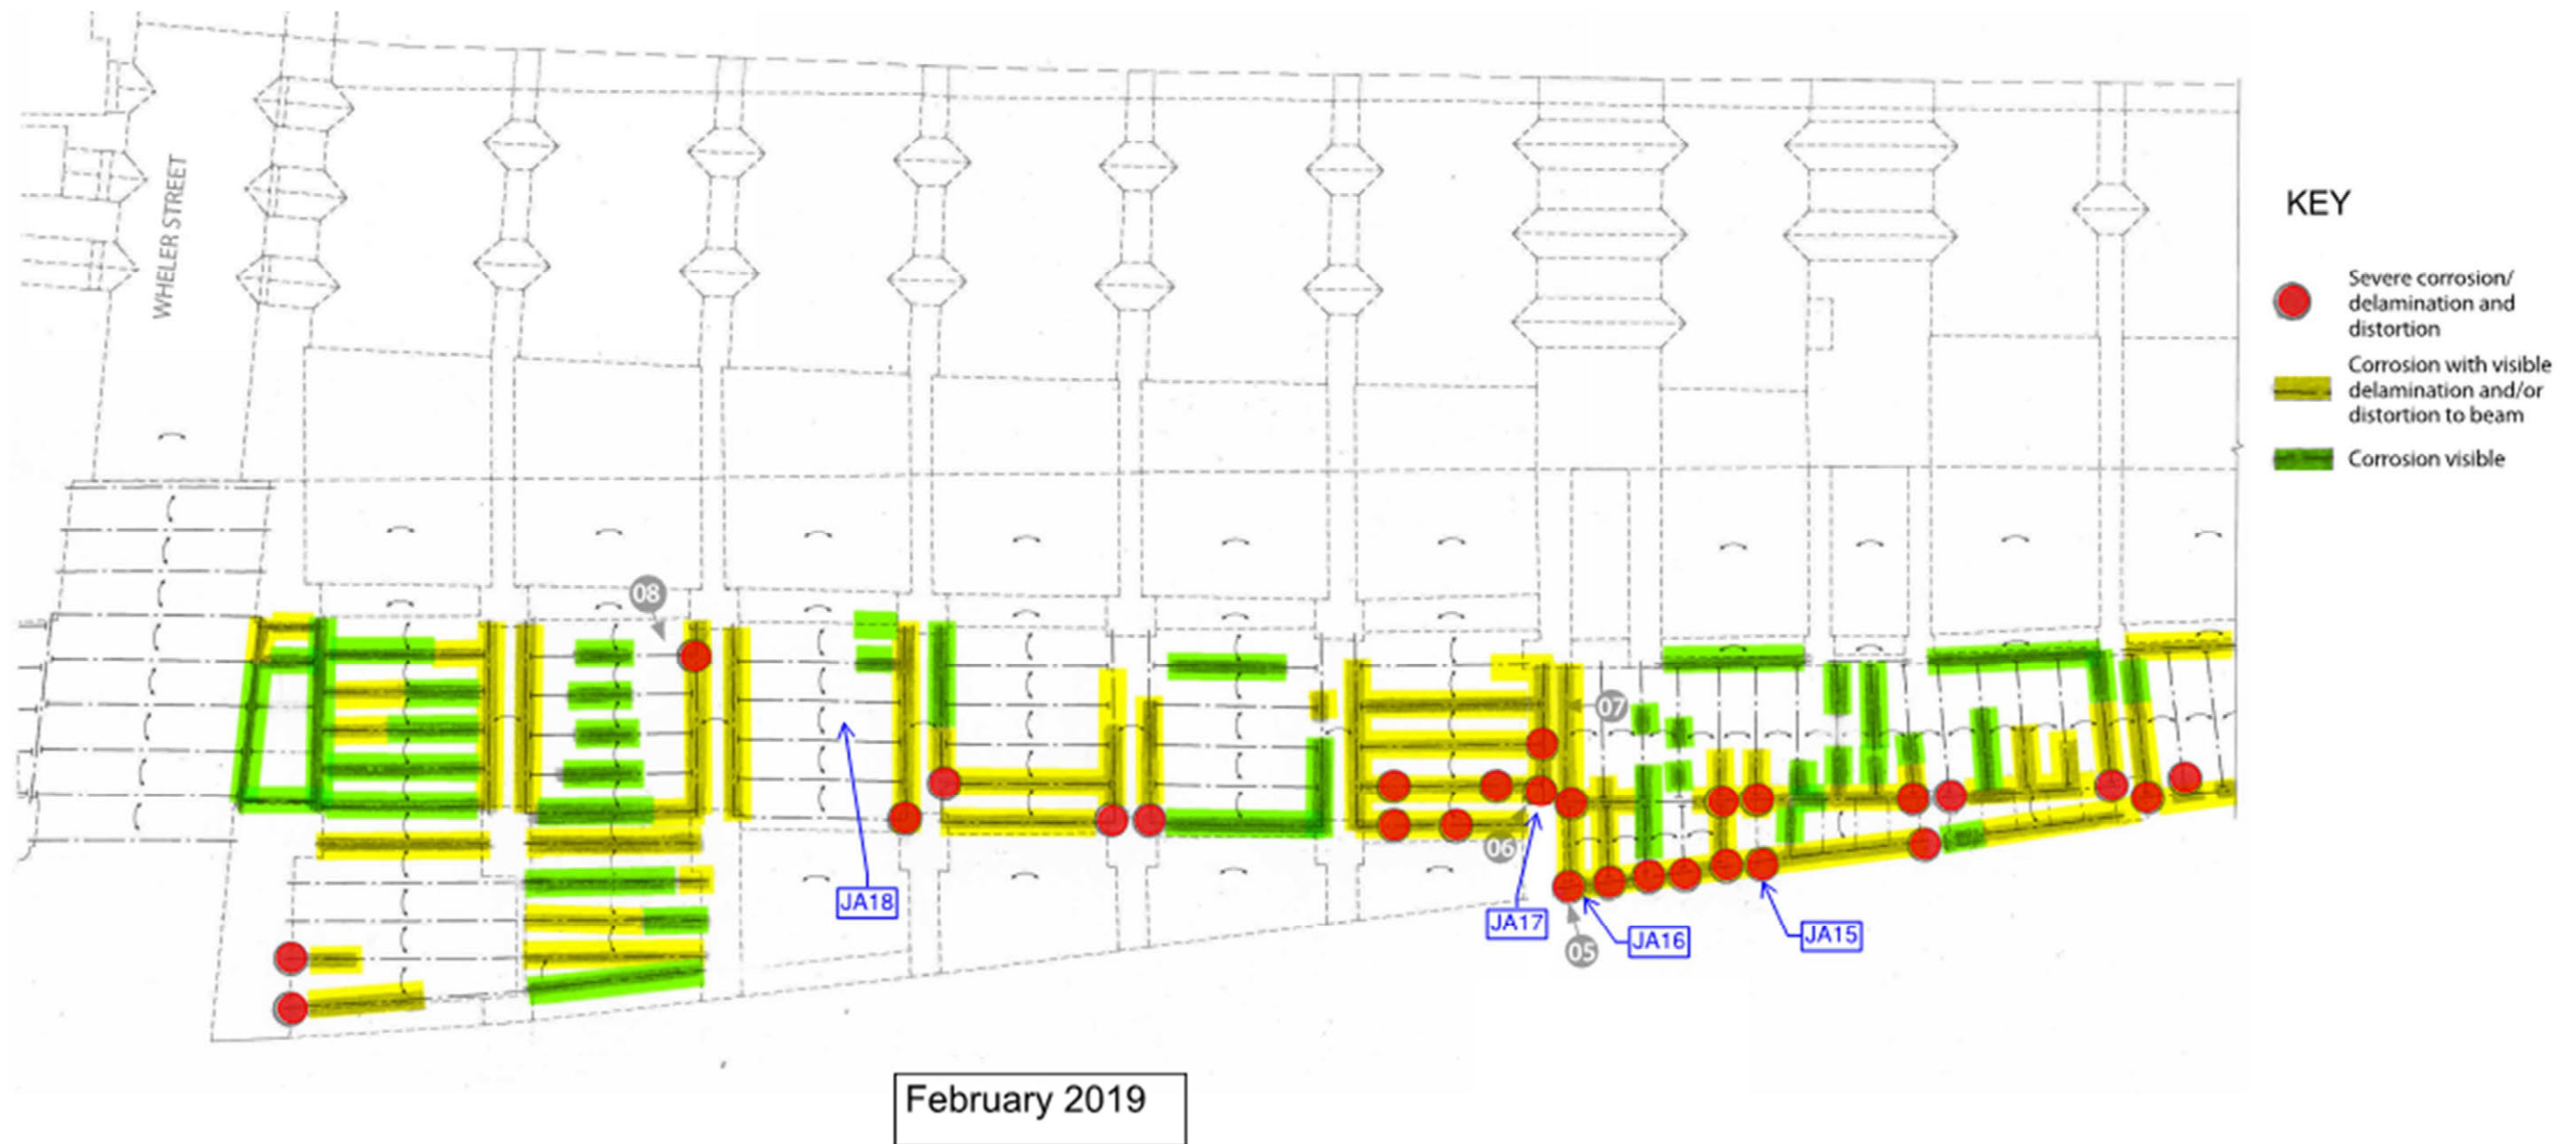 WHELER STREET
KEY
Severe corrosion/
delamination and
distortion
Corrosion with visible
delamination and/or
distortion to beam
Corrosion visible
08
07
06
JA18
JA17
JA16
JA15
05
February 2019